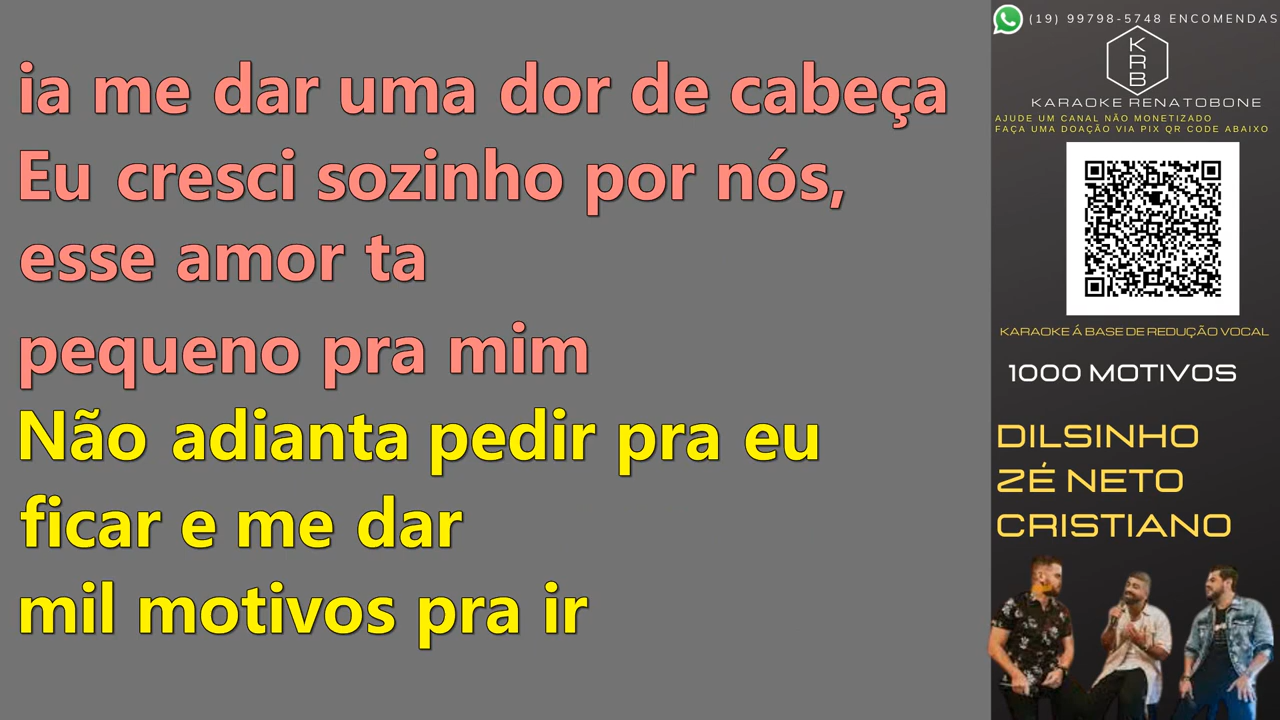 ia me dar uma dor de cabeça
Eu cresci sozinho por nós,
esse amor ta
pequeno pra mim
Não adianta pedir pra eu
ficar e me dar
mil motivos pra ir
(19) 99798-5748 ENCOMENDAS
K
R
B
KARAOKE RENATOBONE
AJUDE UM CANAL NÃO MONETIZADO
FAÇA UMA DOAÇÃO VIA PIX QR CODE ABAIXO
KARAOKE Á BASE DE REDUÇÃO VOCAL
1000 MOTIVOS
DILSINHO
ZÉ NETO
CRISTIANO